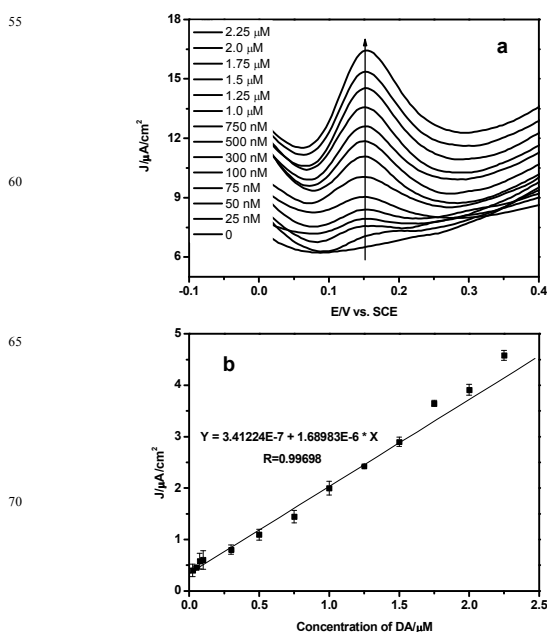 55
60
65
70
a
18
15
12
9
6
J/μA/cm²
2.25 μM
2.0 μM
1.75 μM
1.5 μM
1.25 μM
1.0 μM
750 nM
500 nM
300 nM
100 nM
75 nM
50 nM
25 nM
0
-0.1 0.0 0.1 0.2 0.3 0.4
E/V vs. SCE
b
5
4
3
2
1
0
J/μA/cm²
Y = 3.41224E-7 + 1.68983E-6 * X
R=0.99698
0.0 0.5 1.0 1.5 2.0 2.5
Concentration of DA/μM